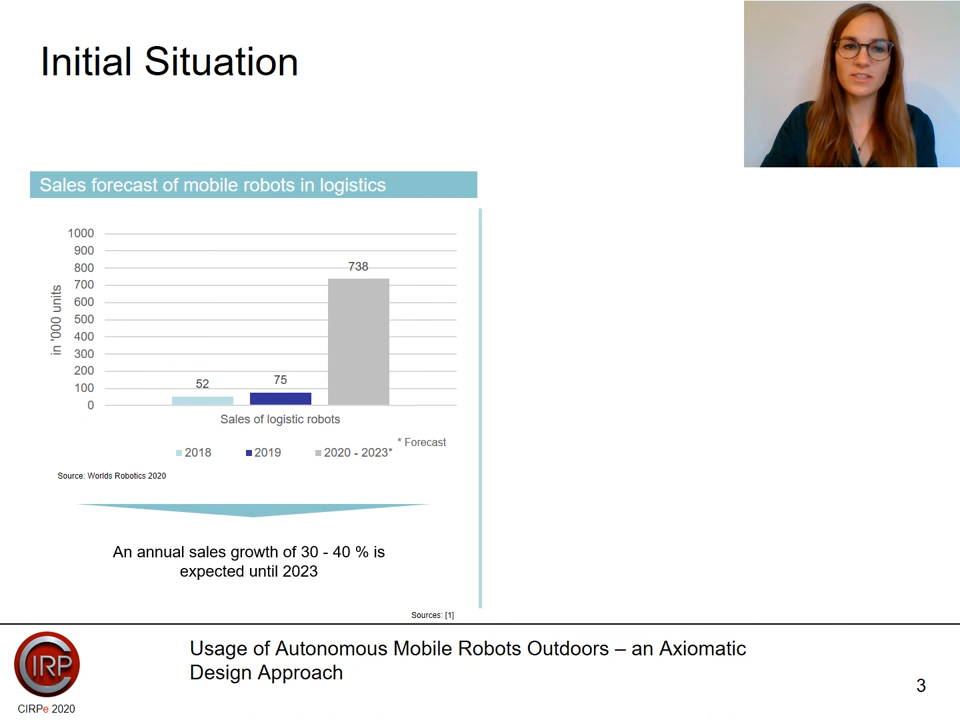 Initial Situation
Sales forecast of mobile robots in logistics
1000
900
800
700
600
500
400
300
200
100
0
in '000 units
52
75
738
Sales of logistic robots
* Forecast
2018
2019
2020 - 2023*
Source: Worlds Robotics 2020
An annual sales growth of 30 - 40 % is
expected until 2023
Sources: [1]
CIRP
CIRPe 2020
Usage of Autonomous Mobile Robots Outdoors – an Axiomatic
Design Approach
3